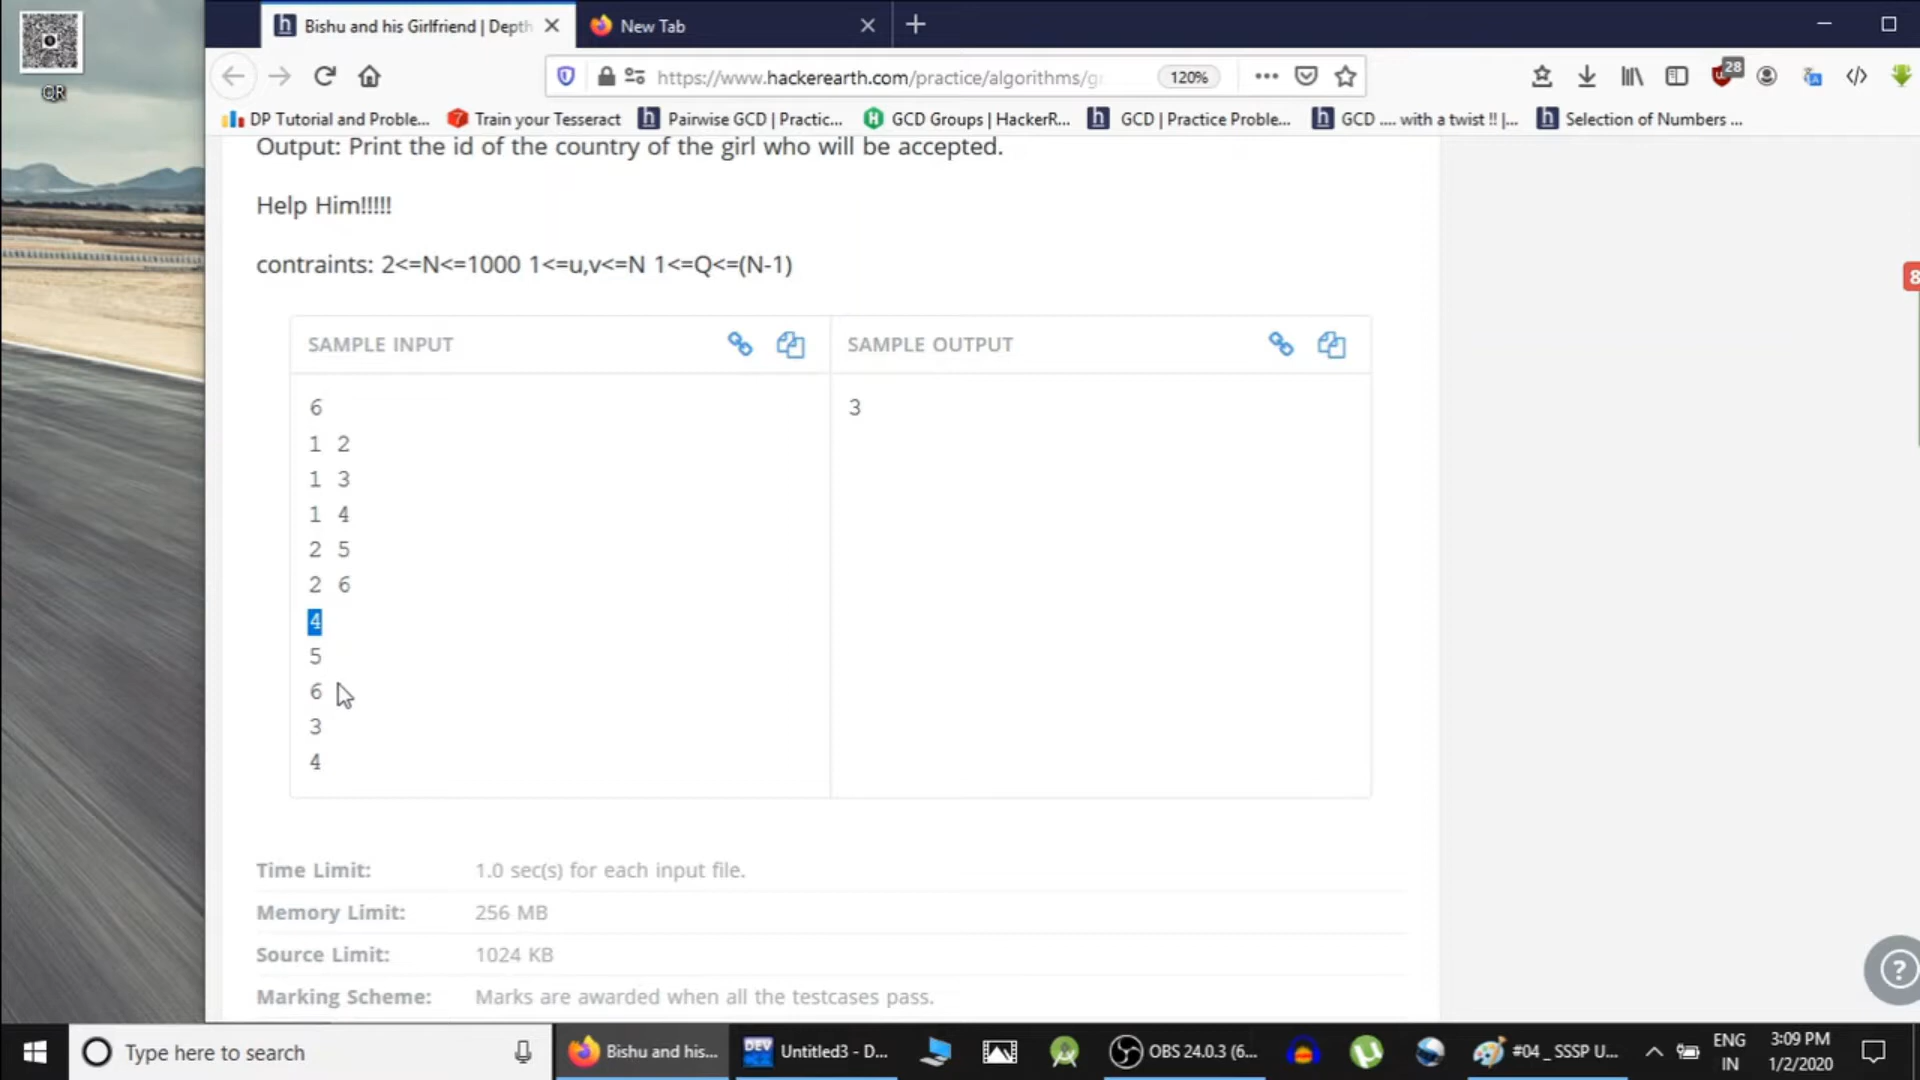 QR
Bishu and his Girlfriend | Depth
New Tab
https://www.hackerearth.com/practice/algorithms/gr
120%
28
DP Tutorial and Proble...
Train your Tesseract
Pairwise GCD | Practic...
GCD Groups | HackerR...
GCD | Practice Proble...
GCD .... with a twist !! |...
Selection of Numbers ...
Output: Print the id of the country of the girl who will be accepted.
Help Him!!!!!
contraints: 2<=N<=1000 1<=u,v<=N 1<=Q<=(N-1)
SAMPLE INPUT
6
1 2
1 3
1 4
2 5
2 6
4
5
6
3
4
SAMPLE OUTPUT
3
8
Time Limit: 1.0 sec(s) for each input file.
Memory Limit: 256 MB
Source Limit: 1024 KB
Marking Scheme: Marks are awarded when all the testcases pass.
?
Type here to search
Bishu and his...
DEV
Untitled3 - D...
OBS 24.0.3 (6...
#04 _ SSSP U...
ENG
IN
3:09 PM
1/2/2020